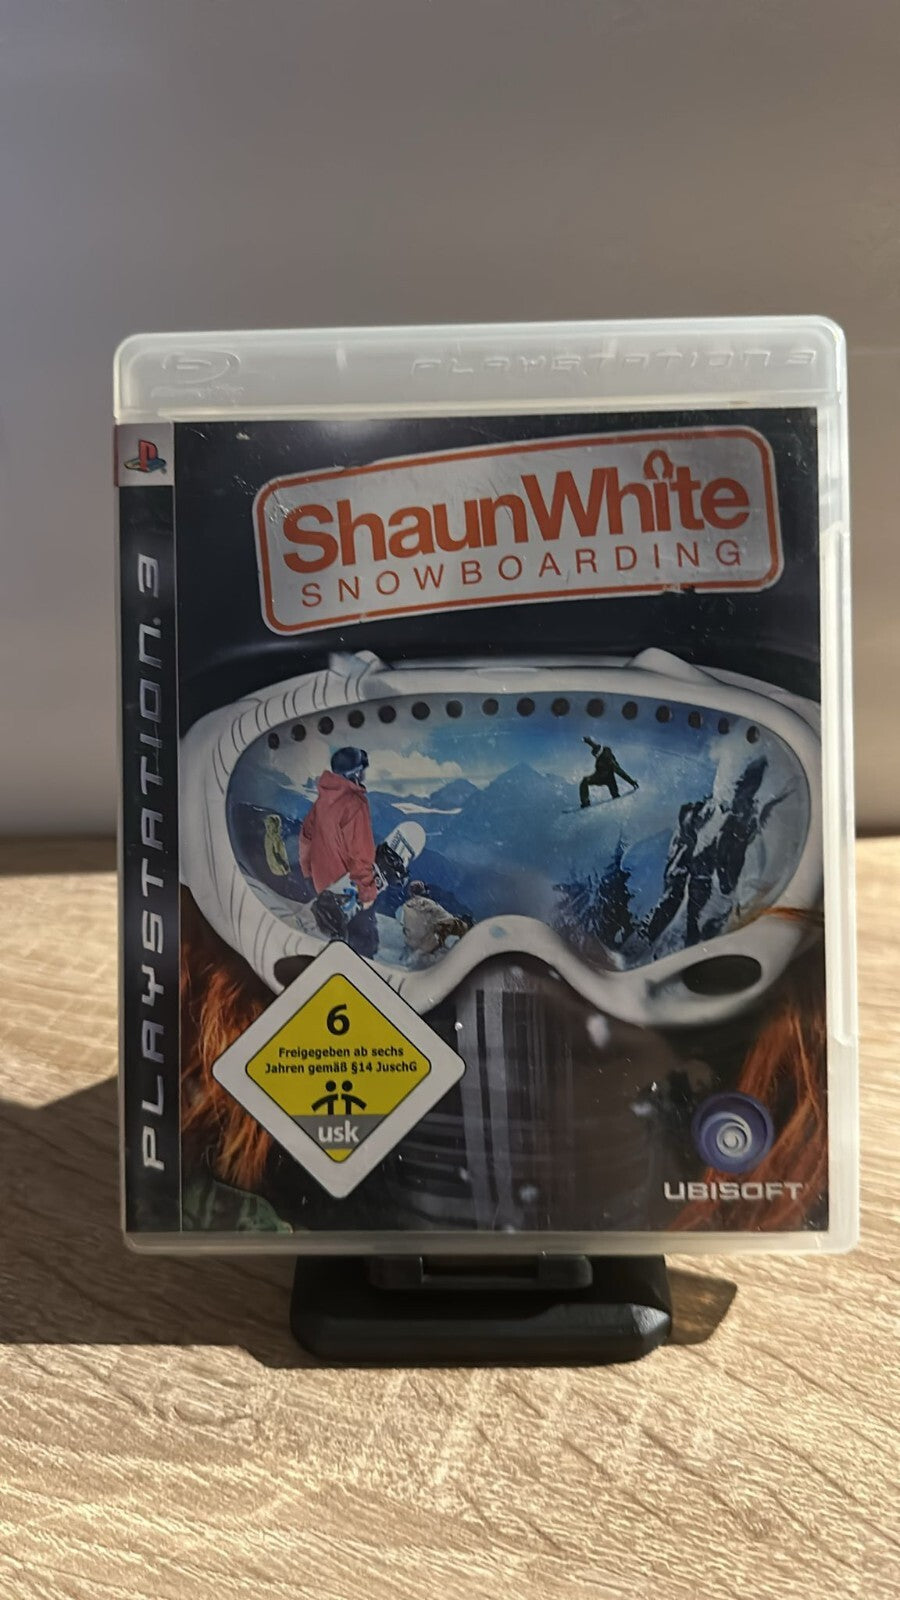 PLAYSTATION 3
PLAYSTATION.3
ShaunWhite
SNOWBOARDING
6
Freigegeben ab sechs
Jahren gemäß §14 JuschG
usk
UBISOFT